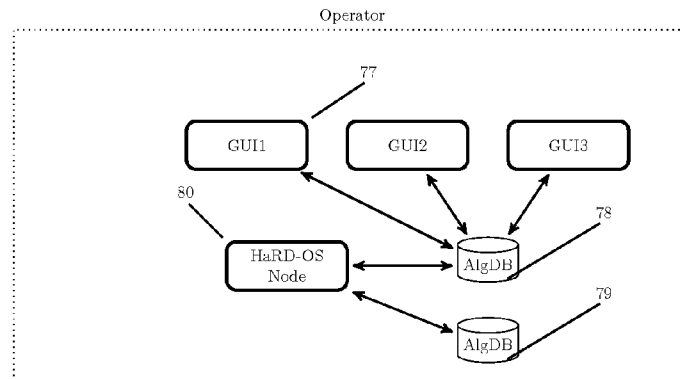 Operator
77
GUI1
GUI2
GUI3
80
78
HaRD-OS
Node
AlgDB
79
AlgDB